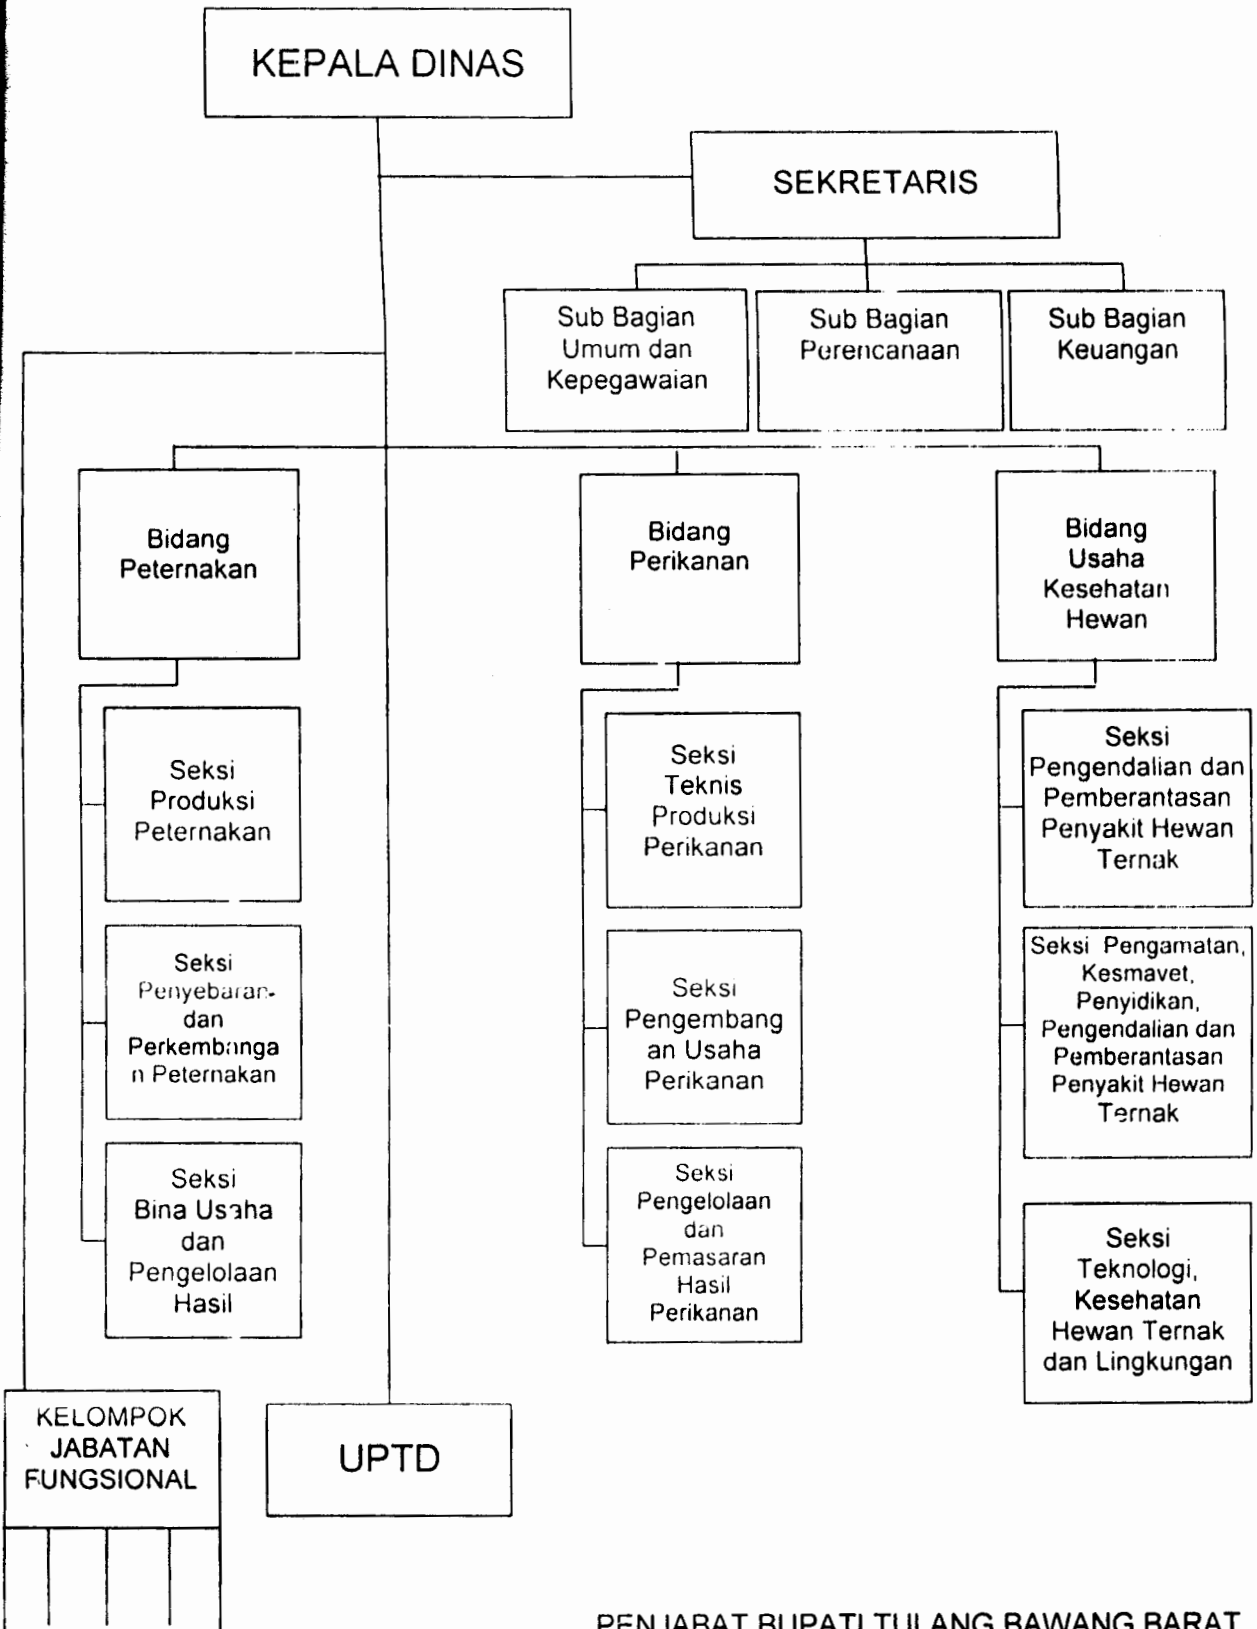 KEPALA DINAS
SEKRETARIS
Sub Bagian
Umum dan
Kepegawaian
Sub Bagian
Perencanaan
Sub Bagian
Keuangan
Bidang
Peternakan
Bidang
Perikanan
Bidang
Usaha
Kesehatan
Hewan
Seksi
Produksi
Peternakan
Seksi
Penyebaran
dan
Perkembanga
n Peternakan
Seksi
Bina Usaha
dan
Pengelolaan
Hasil
Seksi
Teknis
Produksi
Perikanan
Seksi
Pengembang
an Usaha
Perikanan
Seksi
Pengelolaan
dan
Pemasaran
Hasil
Perikanan
Seksi
Pengendalian dan
Pemberantasan
Penyakit Hewan
Ternak
Seksi Pengamatan,
Kesmavet,
Penyidikan,
Pengendalian dan
Pemberantasan
Penyakit Hewan
Ternak
Seksi
Teknologi,
Kesehatan
Hewan Ternak
dan Lingkungan
KELOMPOK
JABATAN
FUNGSIONAL
UPTD
PENJABAT BUPATI TULANG BAWANG BARAT